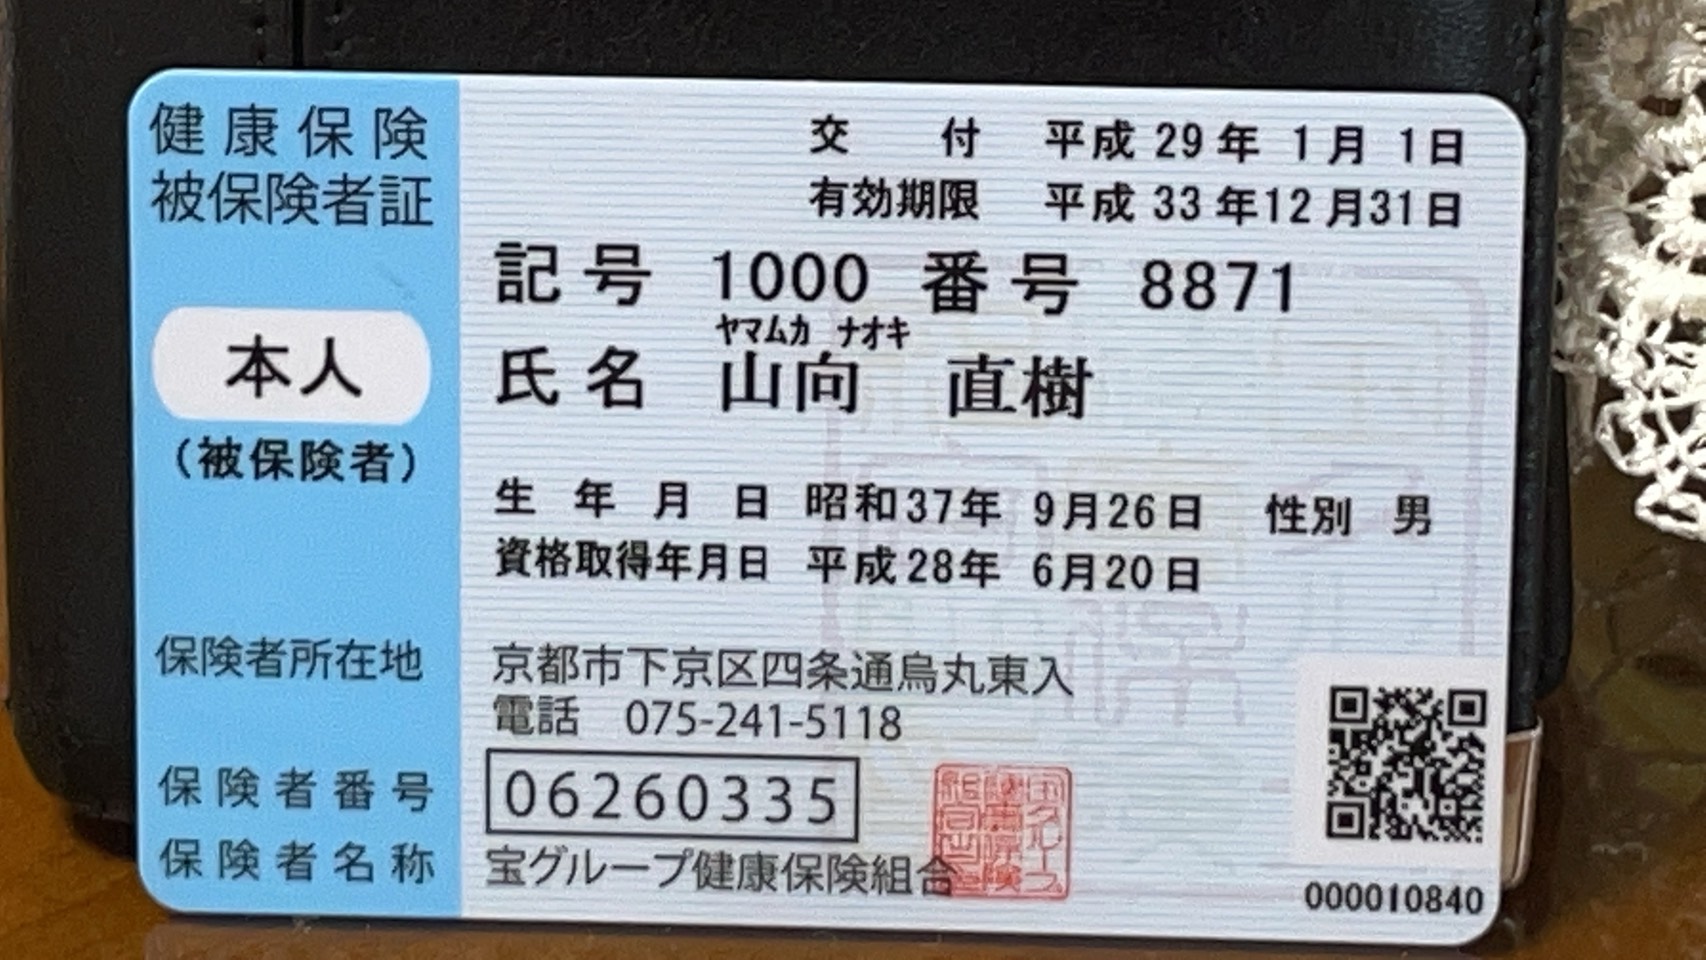 健康保険
被保険者証
本人
（被保険者）
交付 平成 29年 1月 1日
有効期限 平成 33年12月31日
記号 1000 番号 8871
ヤマムカ ナオキ
氏名 山向 直樹
生年月日 昭和37年 9月26日 性別 男
資格取得年月日 平成28年 6月20日
保険者所在地 京都市下京区四条通烏丸東入
電話 075-241-5118
保険者番号 06260335
保険者名称 宝グループ健康保険組合
000010840